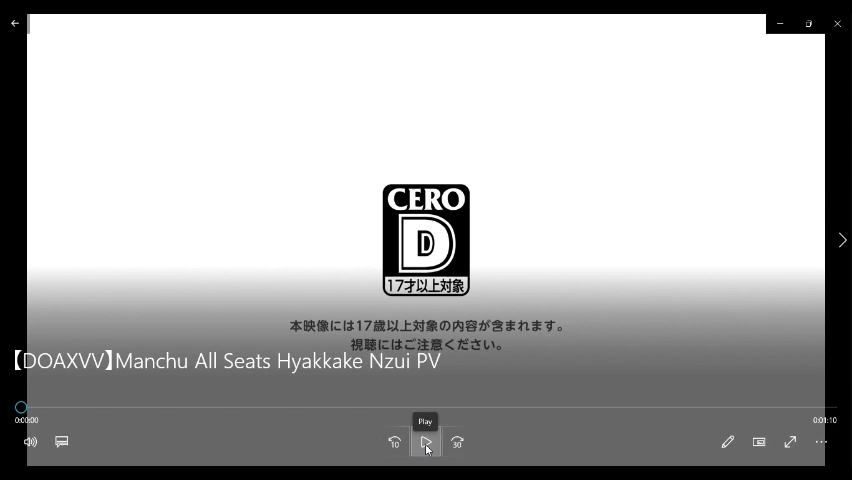 CERO
D
17才以上対象
本映像には17歳以上対象の内容が含まれます。
視聴にはご注意ください。
【DOAXVV】Manchu All Seats Hyakkake Nzui PV
0:00:00
0:01:10
Play
10
30